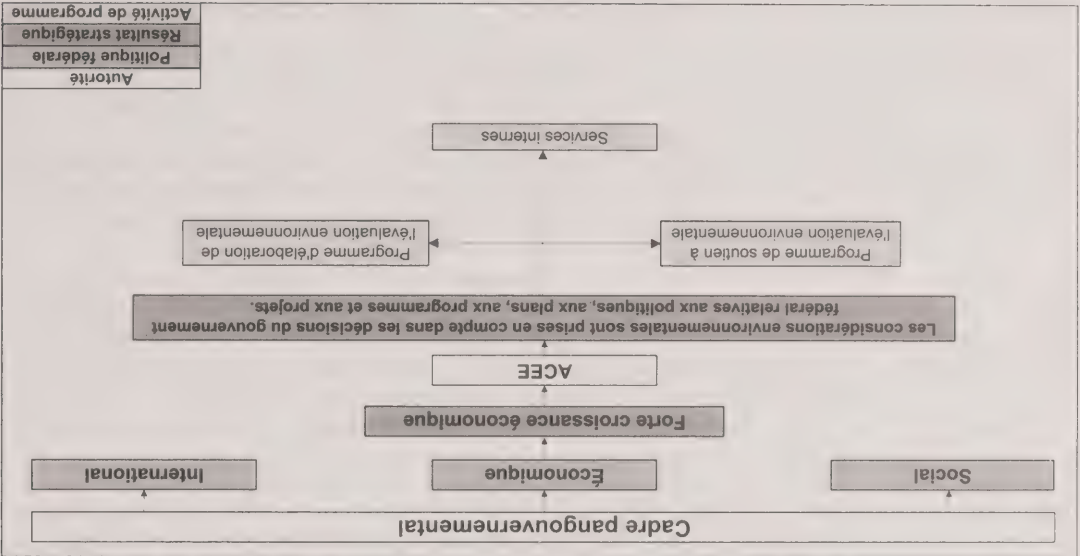 Cadre pangouvernemental
Social
Économique
International
Forte croissance économique
ACEE
Les considérations environnementales sont prises en compte dans les décisions du gouvernement
fédéral relatives aux politiques, aux plans, aux programmes et aux projets.
Programme de soutien à
l'évaluation environnementale
Programme d'élaboration de
l'évaluation environnementale
Services internes
Autorité
Politique fédérale
Résultat stratégique
Activité de programme